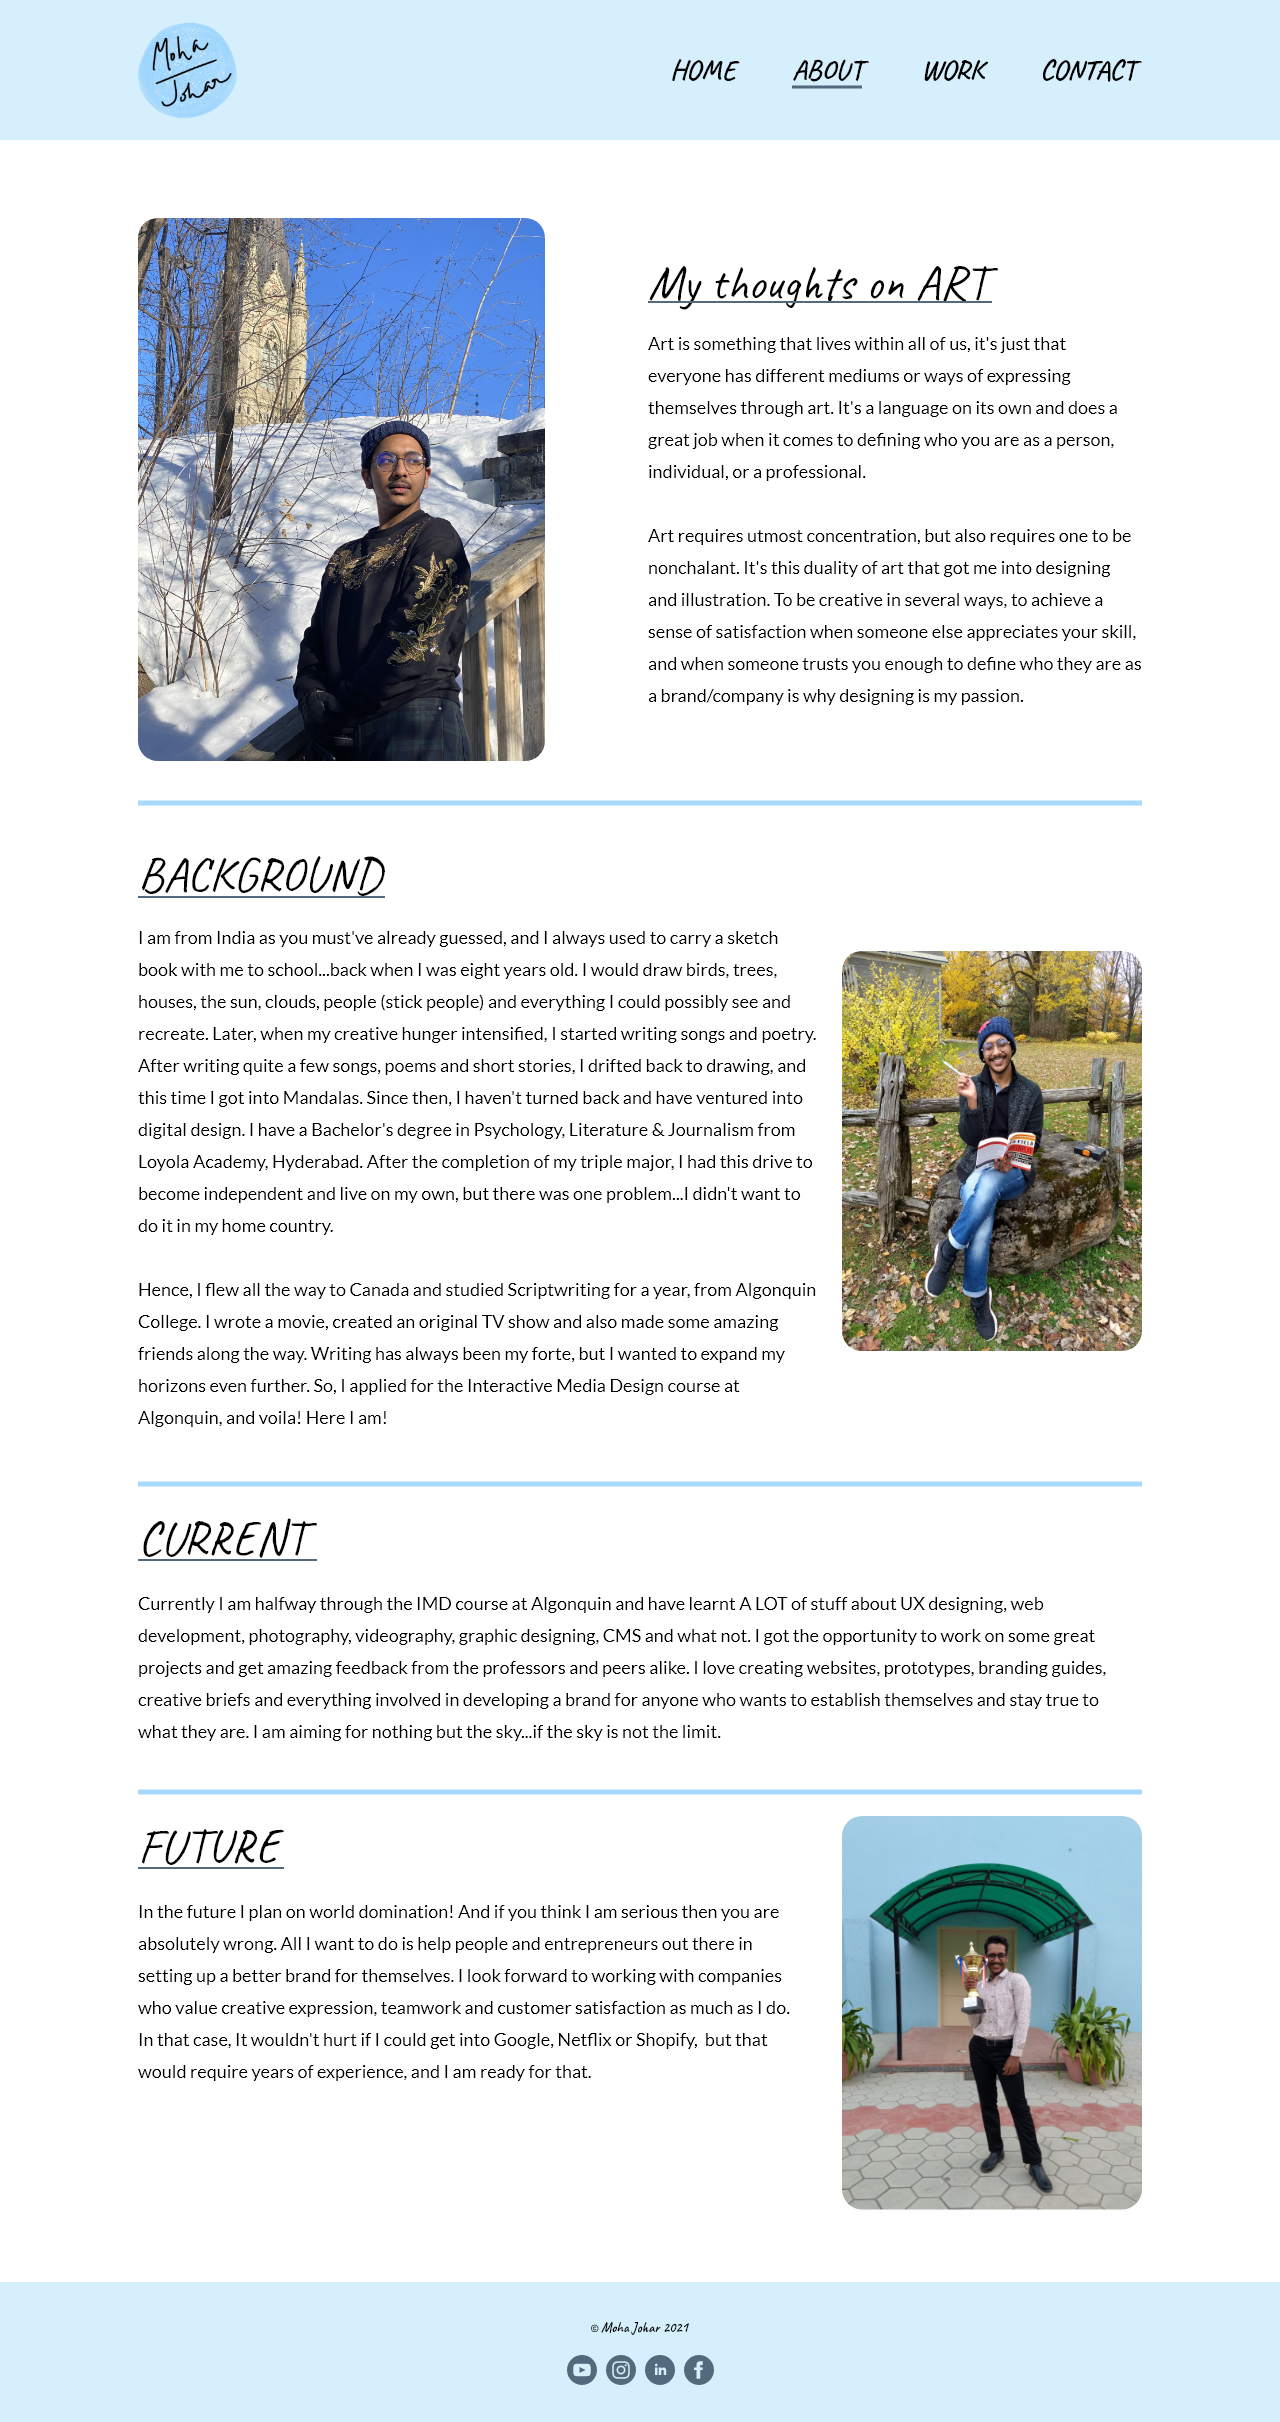 Moha
Johar
HOME ABOUT WORK CONTACT
My thoughts on ART
Art is something that lives within all of us, it's just that
everyone has different mediums or ways of expressing
themselves through art. It's a language on its own and does a
great job when it comes to defining who you are as a person,
individual, or a professional.
Art requires utmost concentration, but also requires one to be
nonchalant. It's this duality of art that got me into designing
and illustration. To be creative in several ways, to achieve a
sense of satisfaction when someone else appreciates your skill,
and when someone trusts you enough to define who they are as
a brand/company is why designing is my passion.
BACKGROUND
I am from India as you must've already guessed, and I always used to carry a sketch
book with me to school...back when I was eight years old. I would draw birds, trees,
houses, the sun, clouds, people (stick people) and everything I could possibly see and
recreate. Later, when my creative hunger intensified, I started writing songs and poetry.
After writing quite a few songs, poems and short stories, I drifted back to drawing, and
this time I got into Mandalas. Since then, I haven't turned back and have ventured into
digital design. I have a Bachelor's degree in Psychology, Literature & Journalism from
Loyola Academy, Hyderabad. After the completion of my triple major, I had this drive to
become independent and live on my own, but there was one problem...I didn't want to
do it in my home country.
Hence, I flew all the way to Canada and studied Scriptwriting for a year, from Algonquin
College. I wrote a movie, created an original TV show and also made some amazing
friends along the way. Writing has always been my forte, but I wanted to expand my
horizons even further. So, I applied for the Interactive Media Design course at
Algonquin, and voila! Here I am!
CURRENT
Currently I am halfway through the IMD course at Algonquin and have learnt A LOT of stuff about UX designing, web
development, photography, videography, graphic designing, CMS and what not. I got the opportunity to work on some great
projects and get amazing feedback from the professors and peers alike. I love creating websites, prototypes, branding guides,
creative briefs and everything involved in developing a brand for anyone who wants to establish themselves and stay true to
what they are. I am aiming for nothing but the sky...if the sky is not the limit.
FUTURE
In the future I plan on world domination! And if you think I am serious then you are
absolutely wrong. All I want to do is help people and entrepreneurs out there in
setting up a better brand for themselves. I look forward to working with companies
who value creative expression, teamwork and customer satisfaction as much as I do.
In that case, It wouldn't hurt if I could get into Google, Netflix or Shopify,  but that
would require years of experience, and I am ready for that.
© Moha Johar 2021
in